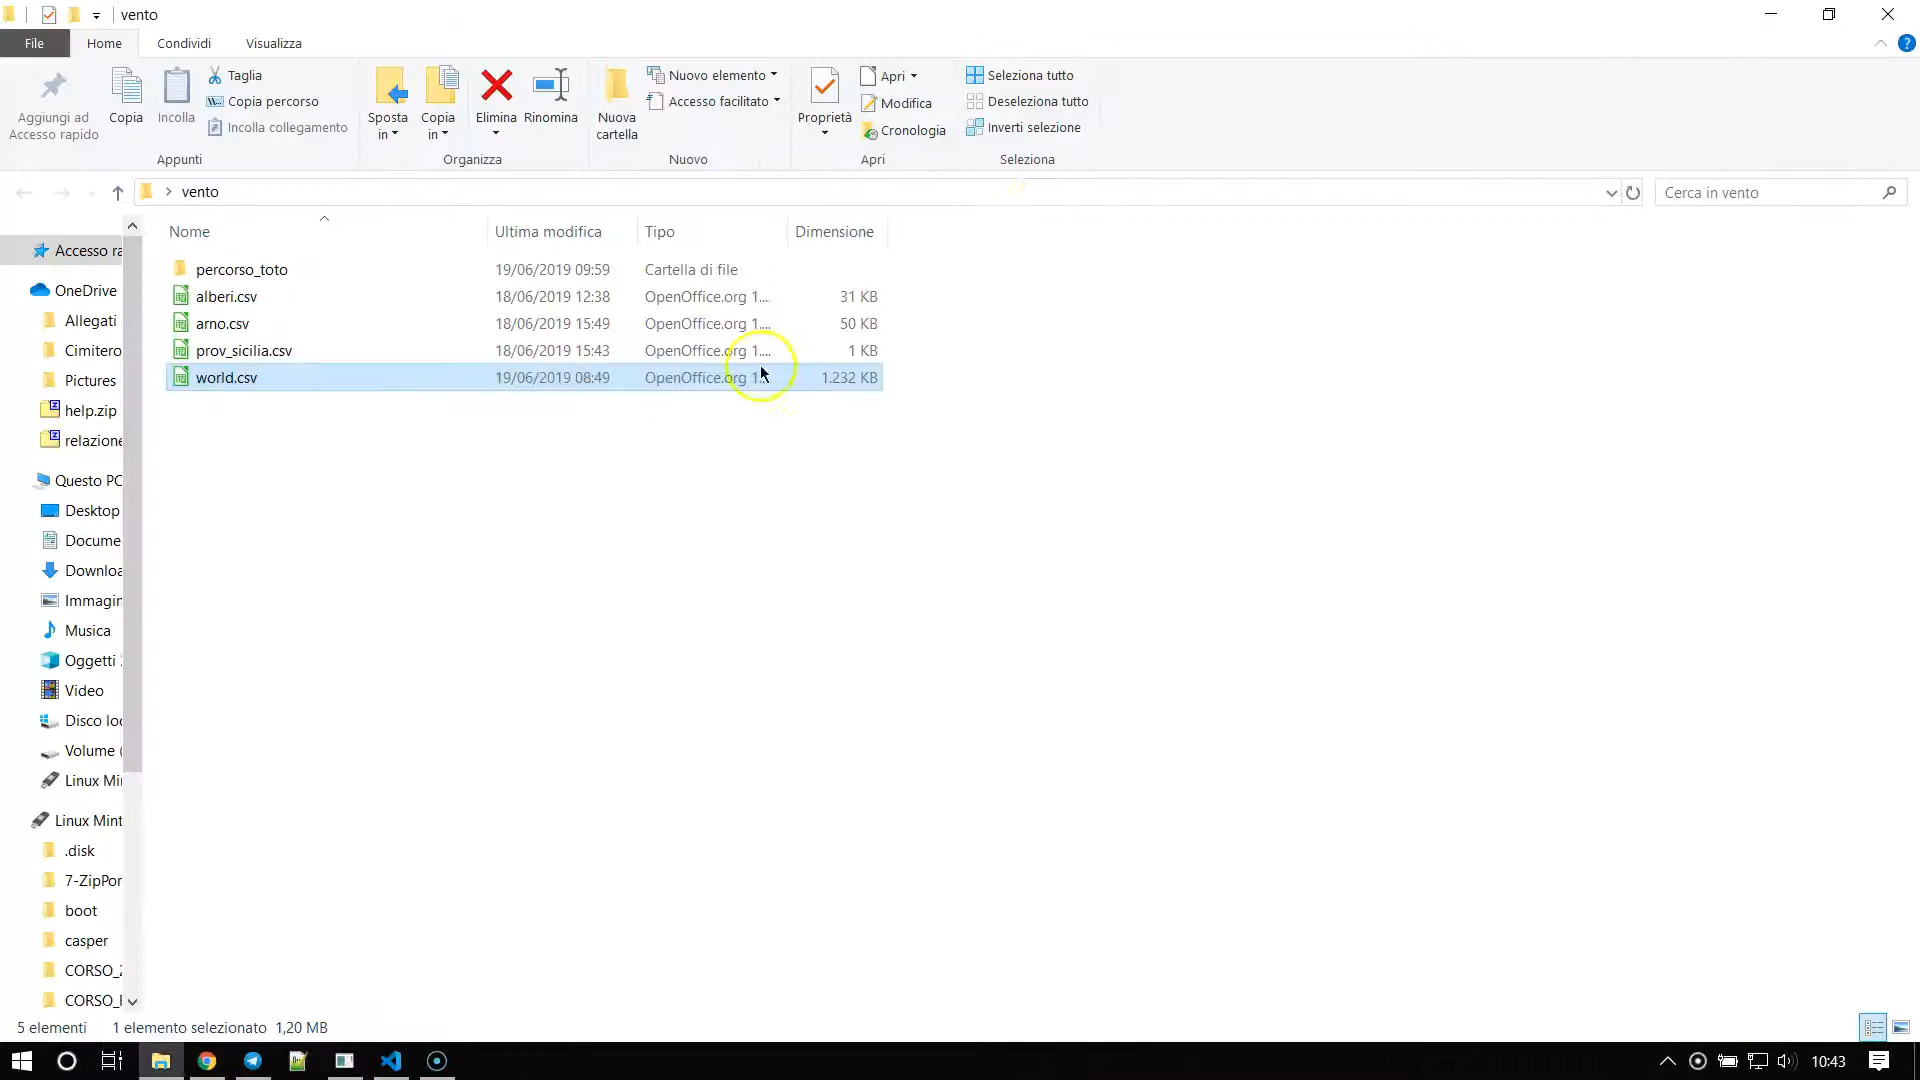 vento
File Home Condividi Visualizza
Aggiungi ad Accesso rapido
Copia
Incolla
Taglia
Copia percorso
Incolla collegamento
Appunti
Sposta in
Copia in
Elimina
Rinomina
Organizza
Nuova cartella
Nuovo elemento
Accesso facilitato
Nuovo
Proprietà
Apri
Modifica
Cronologia
Apri
Seleziona tutto
Deseleziona tutto
Inverti selezione
Seleziona
vento
Cerca in vento
Nome Ultima modifica Tipo Dimensione
percorso_toto 19/06/2019 09:59 Cartella di file
alberi.csv 18/06/2019 12:38 OpenOffice.org 1.... 31 KB
arno.csv 18/06/2019 15:49 OpenOffice.org 1.... 50 KB
prov_sicilia.csv 18/06/2019 15:43 OpenOffice.org 1.... 1 KB
world.csv 19/06/2019 08:49 OpenOffice.org 1.... 1.232 KB
Accesso ra
OneDrive
Allegati
Cimitero
Pictures
help.zip
relazione
Questo PC
Desktop
Docume
Downloa
Immagin
Musica
Oggetti
Video
Disco loc
Volume (
Linux Mi
Linux Mint
.disk
7-ZipPor
boot
casper
CORSO_2
CORSO_F
5 elementi 1 elemento selezionato 1,20 MB
10:43